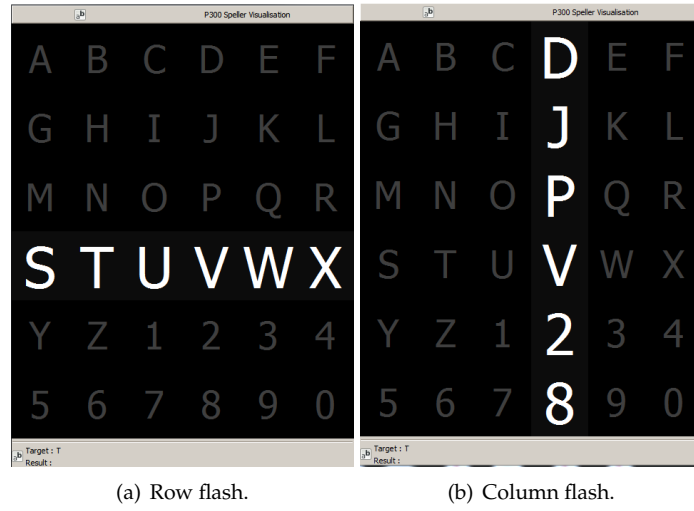 P300 Speller Visualisation
A B C D E F
G H I J K L
M N O P Q R
S T U V W X
Y Z 1 2 3 4
5 6 7 8 9 0
Target : T
Result :
(a) Row flash.
P300 Speller Visualisation
A B C D E F
G H I J K L
M N O P Q R
S T U V W X
Y Z 1 2 3 4
5 6 7 8 9 0
Target : T
Result :
(b) Column flash.